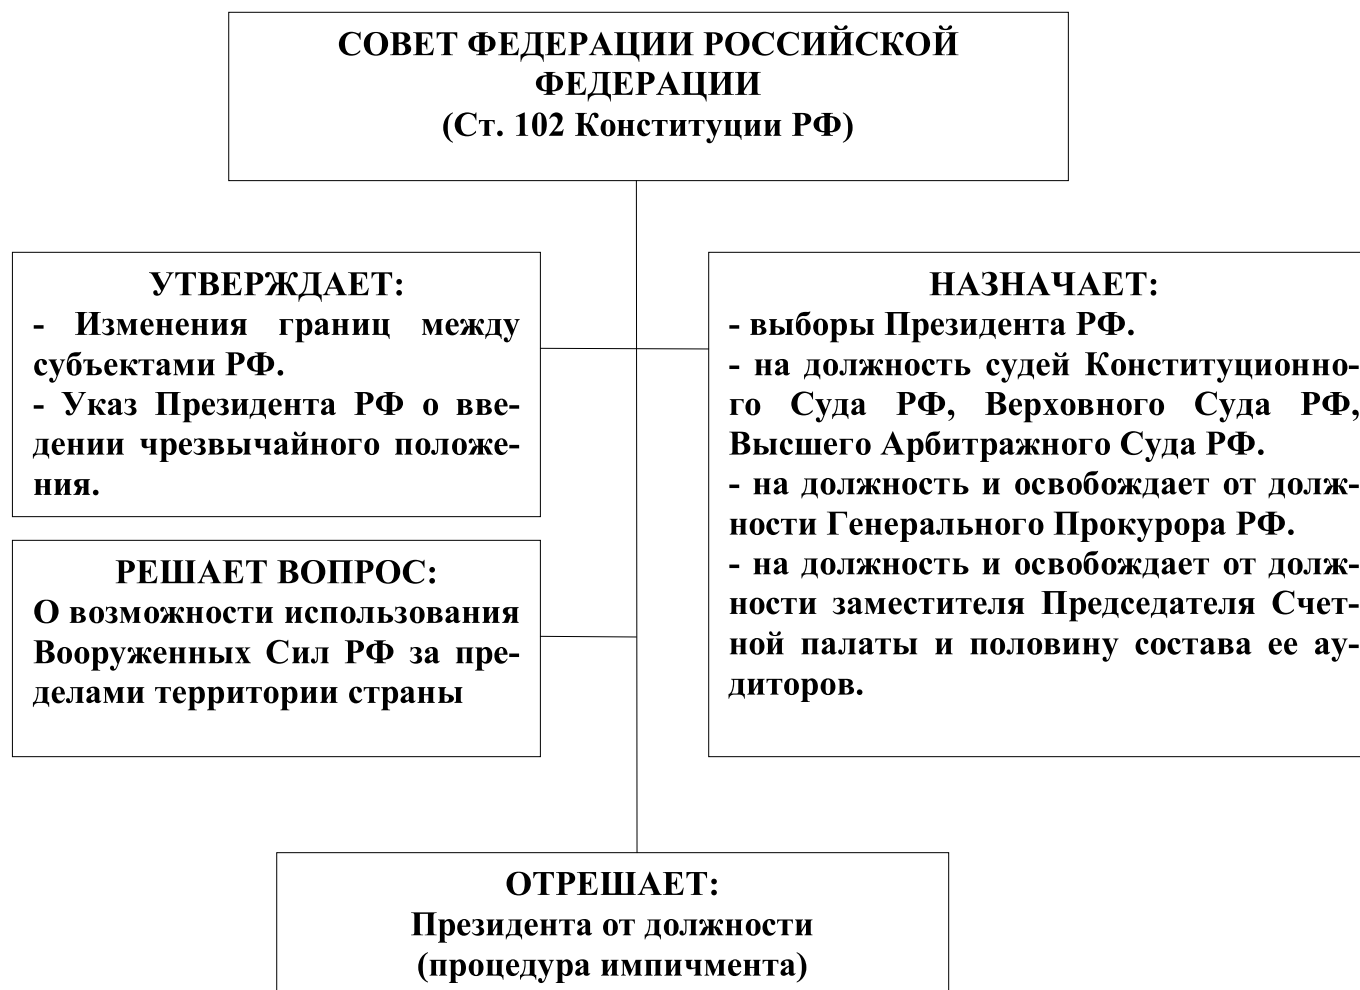 СОВЕТ ФЕДЕРАЦИИ РОССИЙСКОЙ
ФЕДЕРАЦИИ
(Ст. 102 Конституции РФ)
УТВЕРЖДАЕТ:
- Изменения границ между
субъектами РФ.
- Указ Президента РФ о вве-
дении чрезвычайного положе-
ния.
РЕШАЕТ ВОПРОС:
О возможности использования
Вооруженных Сил РФ за пре-
делами территории страны
НАЗНАЧАЕТ:
- выборы Президента РФ.
- на должность судей Конституционно-
го Суда РФ, Верховного Суда РФ,
Высшего Арбитражного Суда РФ.
- на должность и освобождает от долж-
ности Генерального Прокурора РФ.
- на должность и освобождает от долж-
ности заместителя Председателя Счет-
ной палаты и половину состава ее ау-
диторов.
ОТРЕШАЕТ:
Президента от должности
(процедура импичмента)